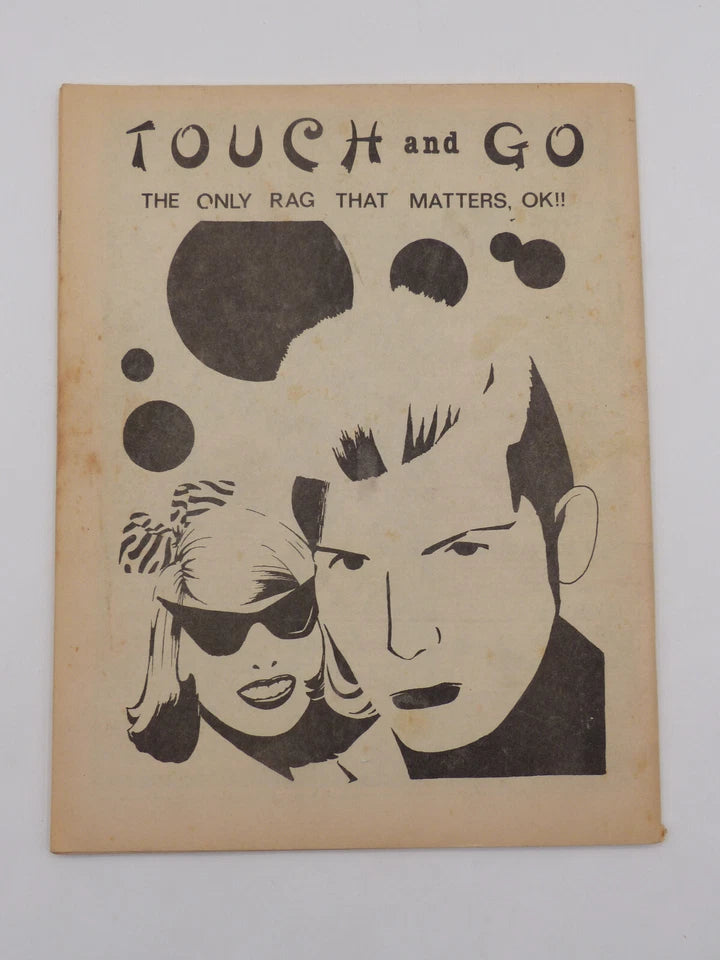 TOUCH and GO
THE ONLY RAG THAT MATTERS, OK!!